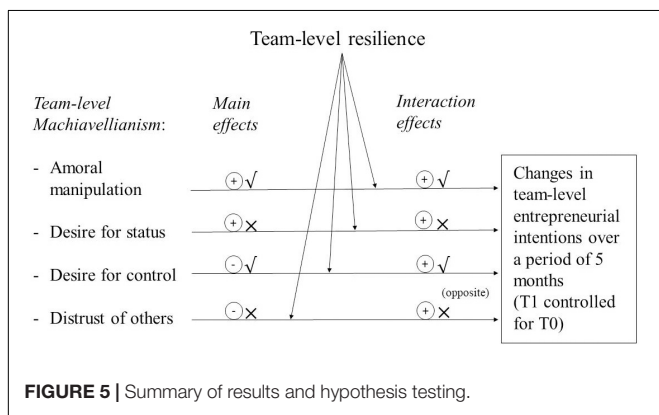 Team-level resilience
Team-level Main Interaction
Machiavellianism: effects effects
- Amoral
manipulation + √ + √
- Desire for status + × + ×
- Desire for control - √ + √
(opposite)
- Distrust of others - × + ×
Changes in
team-level
entrepreneurial
intentions over
a period of 5
months
(T1 controlled
for T0)
FIGURE 5 | Summary of results and hypothesis testing.